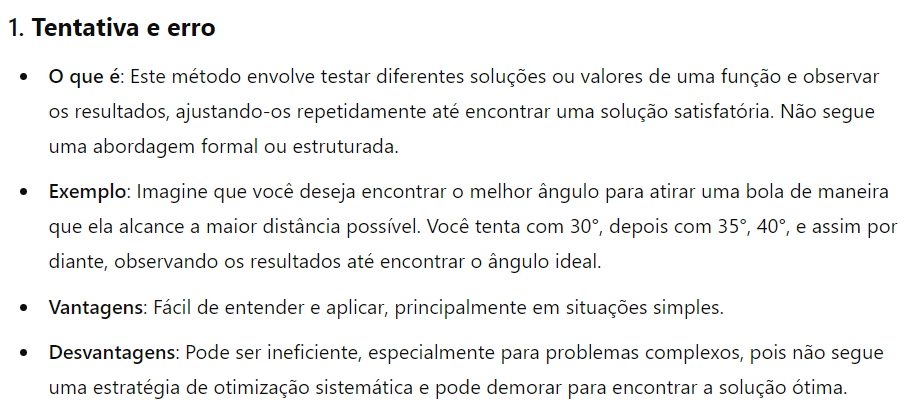 1. Tentativa e erro
• O que é: Este método envolve testar diferentes soluções ou valores de uma função e observar
os resultados, ajustando-os repetidamente até encontrar uma solução satisfatória. Não segue
uma abordagem formal ou estruturada.
• Exemplo: Imagine que você deseja encontrar o melhor ângulo para atirar uma bola de maneira
que ela alcance a maior distância possível. Você tenta com 30°, depois com 35°, 40°, e assim por
diante, observando os resultados até encontrar o ângulo ideal.
• Vantagens: Fácil de entender e aplicar, principalmente em situações simples.
• Desvantagens: Pode ser ineficiente, especialmente para problemas complexos, pois não segue
uma estratégia de otimização sistemática e pode demorar para encontrar a solução ótima.